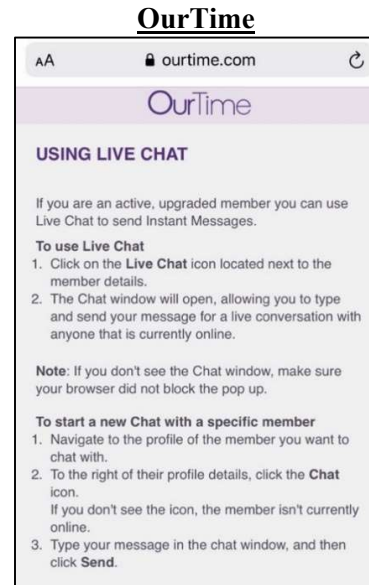 OurTime
AA ourtime.com
OurTime
USING LIVE CHAT
If you are an active, upgraded member you can use
Live Chat to send Instant Messages.
To use Live Chat
1. Click on the Live Chat icon located next to the
member details.
2. The Chat window will open, allowing you to type
and send your message for a live conversation with
anyone that is currently online.
Note: If you don't see the Chat window, make sure
your browser did not block the pop up.
To start a new Chat with a specific member
1. Navigate to the profile of the member you want to
chat with.
2. To the right of their profile details, click the Chat
icon.
If you don't see the icon, the member isn't currently
online.
3. Type your message in the chat window, and then
click Send.